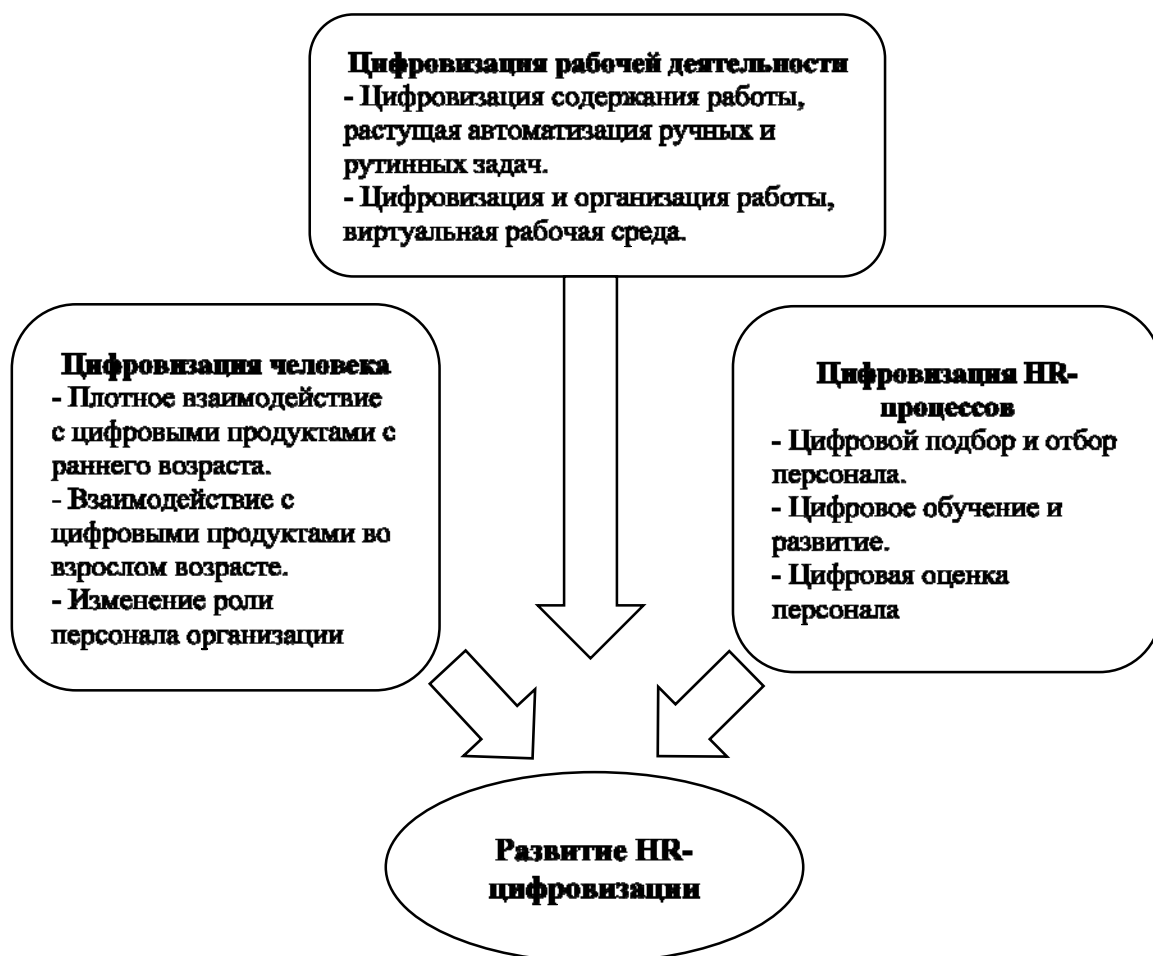 Цифровизация рабочей деятельности
- Цифровизация содержания работы,
растущая автоматизация ручных и
рутинных задач.
- Цифровизация и организация работы,
виртуальная рабочая среда.
Цифровизация человека
- Плотное взаимодействие
с цифровыми продуктами с
раннего возраста.
- Взаимодействие с
цифровыми продуктами во
взрослом возрасте.
- Изменение роли
персонала организации
Цифровизация HR-
процессов
- Цифровой подбор и отбор
персонала.
- Цифровое обучение и
развитие.
- Цифровая оценка
персонала
Развитие HR-
цифровизации